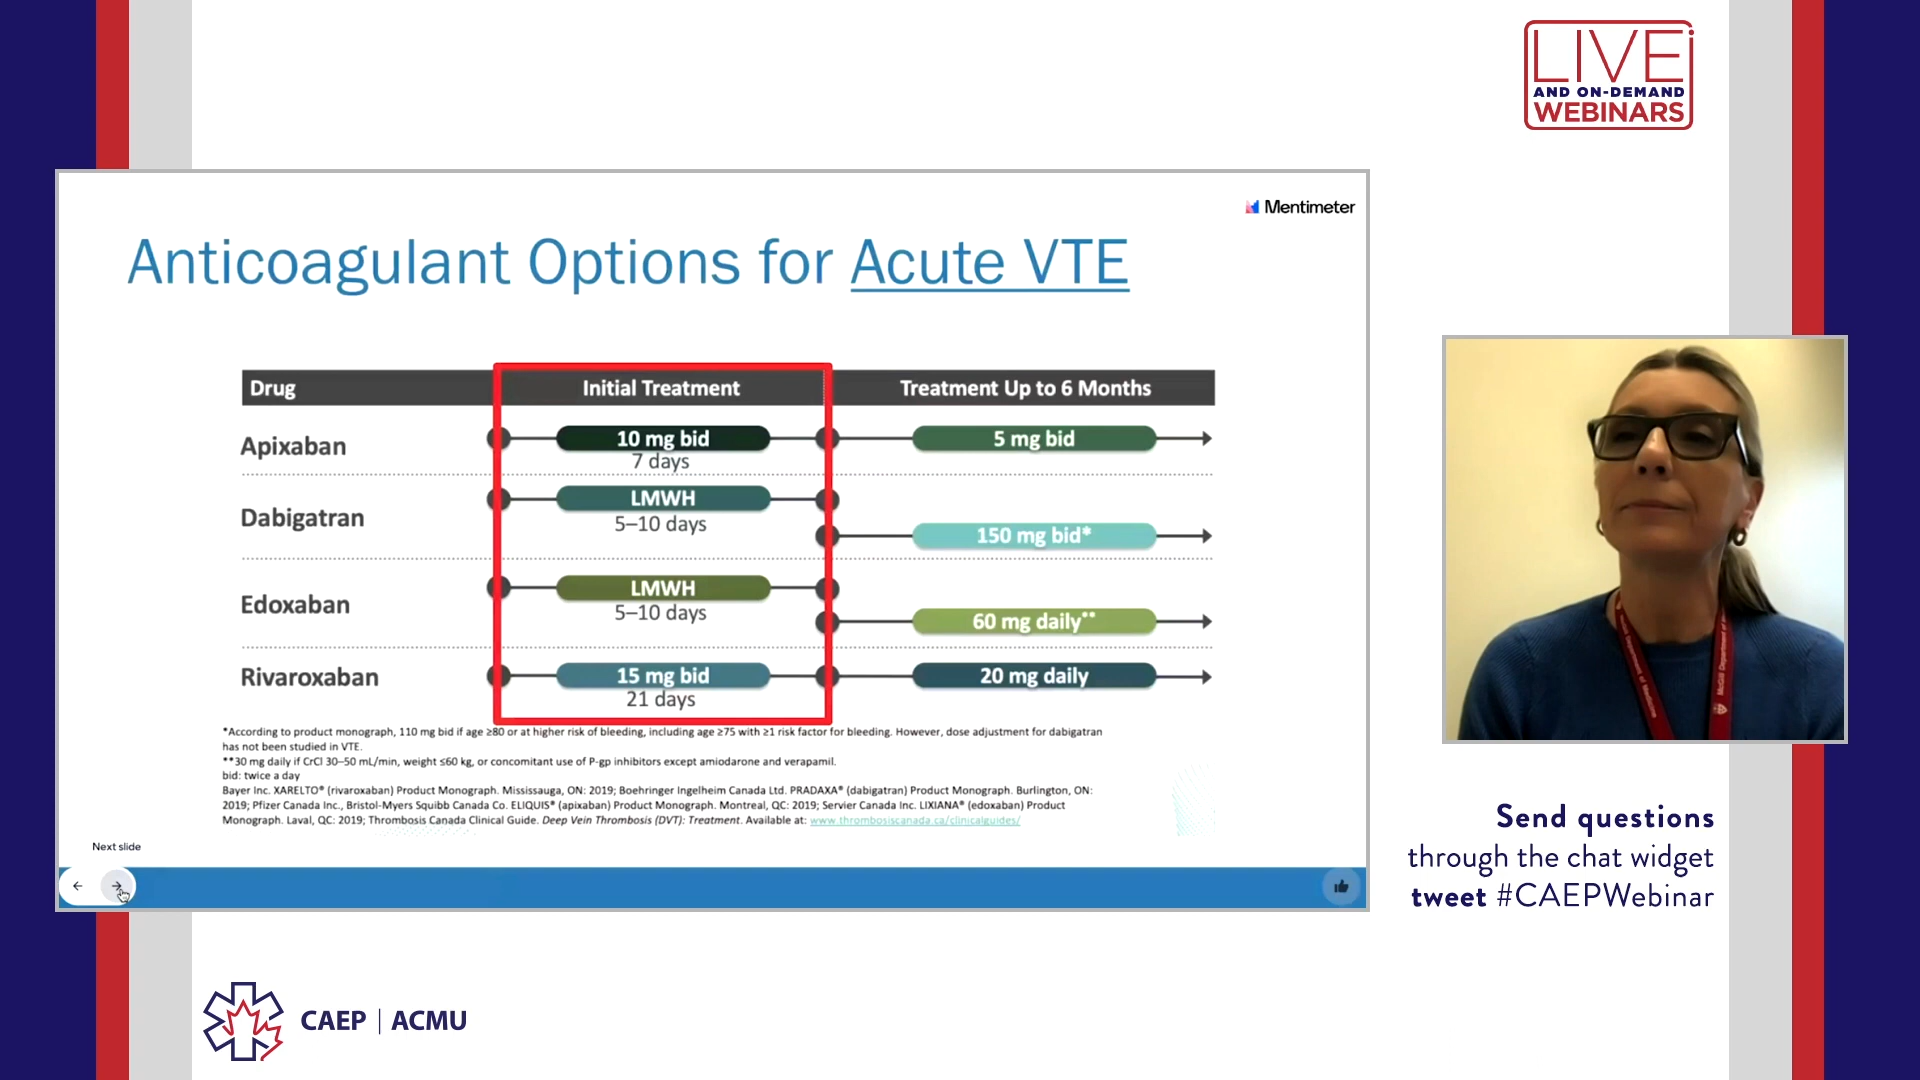 LIVE
AND ON-DEMAND
WEBINARS
Mentimeter
Anticoagulant Options for Acute VTE
Drug Initial Treatment Treatment Up to 6 Months
Apixaban 10 mg bid 5 mg bid
7 days
Dabigatran LMWH 150 mg bid*
5–10 days
Edoxaban LMWH 60 mg daily**
5–10 days
Rivaroxaban 15 mg bid 20 mg daily
21 days
*According to product monograph, 110 mg bid if age ≥80 or at higher risk of bleeding, including age ≥75 with ≥1 risk factor for bleeding. However, dose adjustment for dabigatran
has not been studied in VTE.
**30 mg daily if CrCl 30–50 mL/min, weight ≤60 kg, or concomitant use of P-gp inhibitors except amiodarone and verapamil.
bid: twice a day
Bayer Inc. XARELTO® (rivaroxaban) Product Monograph. Mississauga, ON: 2019; Boehringer Ingelheim Canada Ltd. PRADAXA® (dabigatran) Product Monograph. Burlington, ON:
2019; Pfizer Canada Inc., Bristol-Myers Squibb Canada Co. ELIQUIS® (apixaban) Product Monograph. Montreal, QC: 2019; Servier Canada Inc. LIXIANA® (edoxaban) Product
Monograph. Laval, QC: 2019; Thrombosis Canada Clinical Guide. Deep Vein Thrombosis (DVT): Treatment. Available at: www.thrombosiscanada.ca/clinicalguides/
Next slide
Send questions
through the chat widget
tweet #CAEPWebinar
CAEP | ACMU